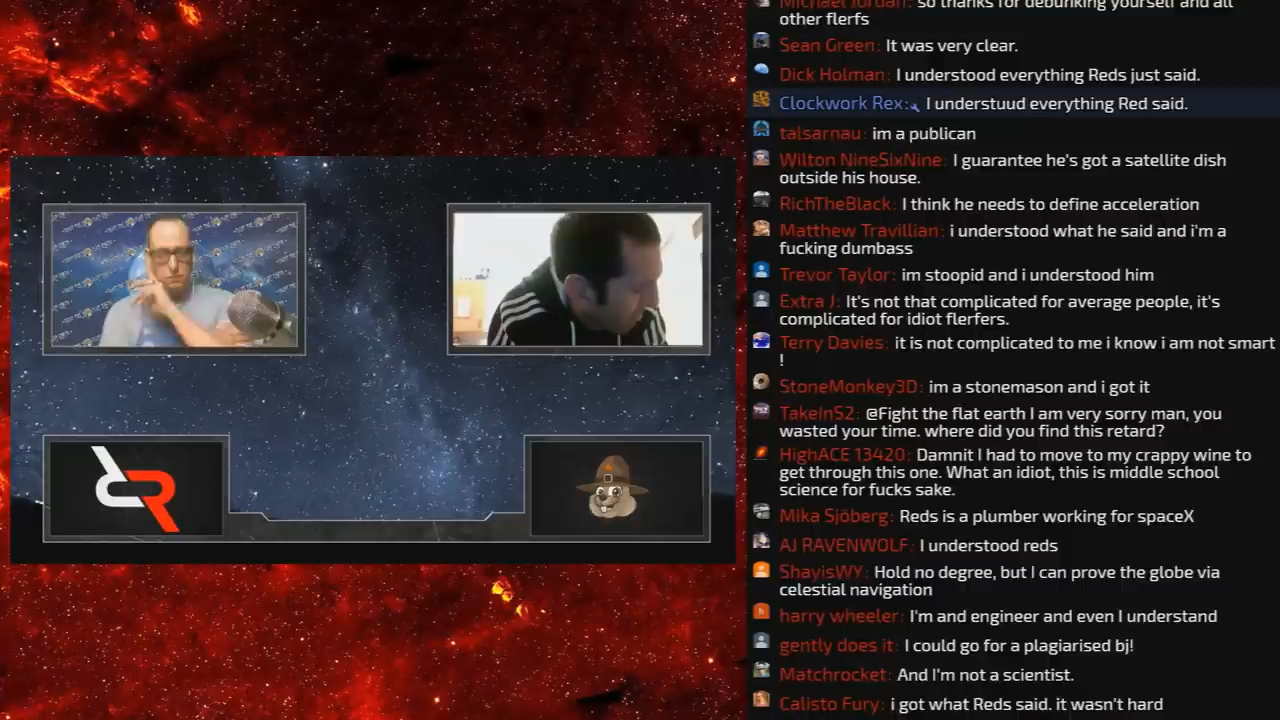 Michael Jordan: so thanks for debunking yourself and all
other flerfs
Sean Green: It was very clear.
Dick Holman: I understood everything Reds just said.
Clockwork Rex: I understuud everything Red said.
talsarnau: im a publican
Wilton NineSixNine: I guarantee he's got a satellite dish
outside his house.
RichTheBlack: I think he needs to define acceleration
Matthew Travillian: i understood what he said and i'm a
fucking dumbass
Trevor Taylor: im stoopid and i understood him
Extra J: It's not that complicated for average people, it's
complicated for idiot flerfers.
Terry Davies: it is not complicated to me i know i am not smart
!
StoneMonkey3D: im a stonemason and i got it
TakeIn52: @Fight the flat earth I am very sorry man, you
wasted your time. where did you find this retard?
HighACE 13420: Damnit I had to move to my crappy wine to
get through this one. What an idiot, this is middle school
science for fucks sake.
Mika Sjöberg: Reds is a plumber working for spaceX
AJ RAVENWOLF: I understood reds
ShayisWY: Hold no degree, but I can prove the globe via
celestial navigation
harry wheeler: I'm and engineer and even I understand
gently does it: I could go for a plagiarised bj!
Matchrocket: And I'm not a scientist.
Calisto Fury: i got what Reds said. it wasn't hard